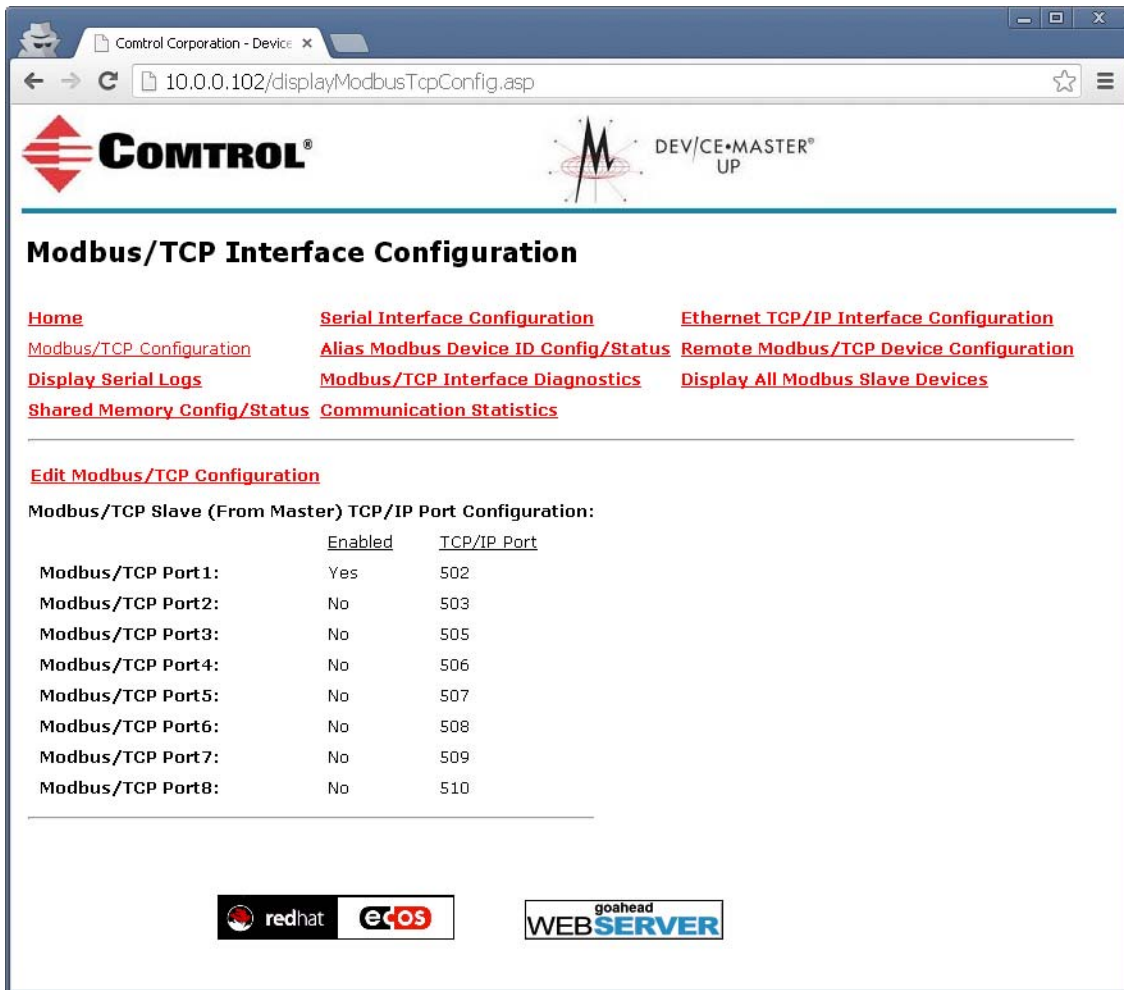 Comtrol Corporation - Device
10.0.0.102/displayModbusTcpConfig.asp
COMTROL®
DEV/CE•MASTER®
UP
Modbus/TCP Interface Configuration
Home Serial Interface Configuration Ethernet TCP/IP Interface Configuration
Modbus/TCP Configuration Alias Modbus Device ID Config/Status Remote Modbus/TCP Device Configuration
Display Serial Logs Modbus/TCP Interface Diagnostics Display All Modbus Slave Devices
Shared Memory Config/Status Communication Statistics
Edit Modbus/TCP Configuration
Modbus/TCP Slave (From Master) TCP/IP Port Configuration:
Enabled TCP/IP Port
Modbus/TCP Port1: Yes 502
Modbus/TCP Port2: No 503
Modbus/TCP Port3: No 505
Modbus/TCP Port4: No 506
Modbus/TCP Port5: No 507
Modbus/TCP Port6: No 508
Modbus/TCP Port7: No 509
Modbus/TCP Port8: No 510
redhat ecos
goahead
WEBSERVER